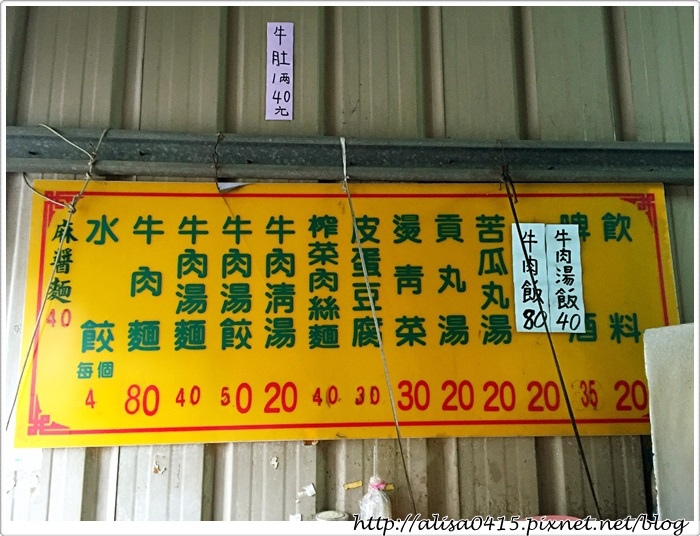 牛肚1兩40元
麻醬麵 40
水餃 每個 4
牛肉麵 80
牛肉湯麵 40
牛肉湯餃 50
牛肉清湯 20
榨菜肉絲麵 40
皮蛋豆腐 30
燙青菜 30
貢丸湯 20
苦瓜丸湯 20
牛肉飯 80
20
牛肉湯飯 40
啤酒 35
飲料 20
http://alisa0415.pixnet.net/blog